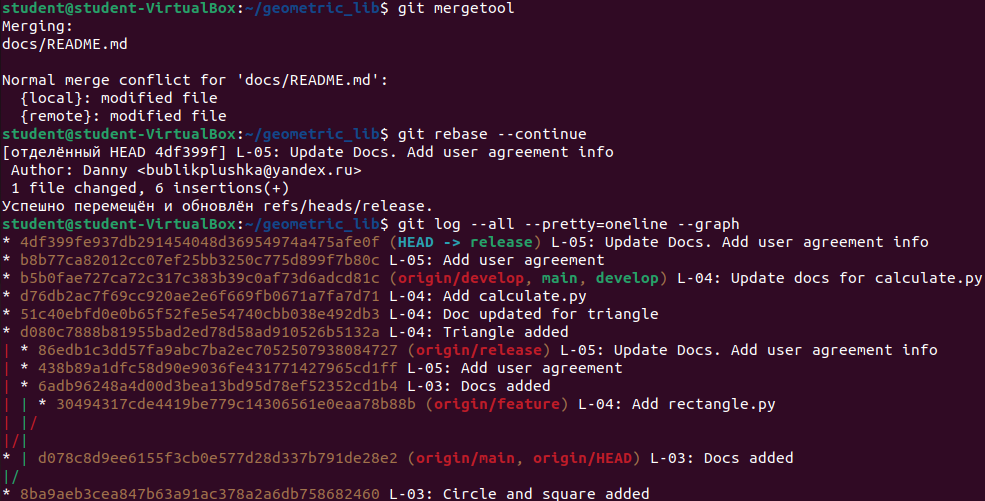 student@student-VirtualBox:~/geometric_lib$ git mergetool
Merging:
docs/README.md

Normal merge conflict for 'docs/README.md':
  {local}: modified file
  {remote}: modified file
student@student-VirtualBox:~/geometric_lib$ git rebase --continue
[отделённый HEAD 4df399f] L-05: Update Docs. Add user agreement info
 Author: Danny <bublikplushka@yandex.ru>
 1 file changed, 6 insertions(+)
Успешно перемещён и обновлён refs/heads/release.
student@student-VirtualBox:~/geometric_lib$ git log --all --pretty=oneline --graph
* 4df399fe937db291454048d36954974a475afe0f (HEAD -> release) L-05: Update Docs. Add user agreement info
* b8b77ca82012cc07ef25bb3250c775d899f7b80c L-05: Add user agreement
* b5b0fae727ca72c317c383b39c0af73d6adcd81c (origin/develop, main, develop) L-04: Update docs for calculate.py
* d76db2ac7f69cc920ae2e6f669fb0671a7fa7d71 L-04: Add calculate.py
* 51c40ebfd0e0b65f52fe5e54740cbb038e492db3 L-04: Doc updated for triangle
* d080c7888b81955bad2ed78d58ad910526b5132a L-04: Triangle added
| * 86edb1c3dd57fa9abc7ba2ec7052507938084727 (origin/release) L-05: Update Docs. Add user agreement info
| * 438b89a1dfc58d90e9036fe431771427965cd1ff L-05: Add user agreement
| * 6adb96248a4d00d3bea13bd95d78ef52352cd1b4 L-03: Docs added
| | * 30494317cde4419be779c14306561e0eaa78b88b (origin/feature) L-04: Add rectangle.py
| |/
|/|
* | d078c8d9ee6155f3cb0e577d28d337b791de28e2 (origin/main, origin/HEAD) L-03: Docs added
|/
* 8ba9aeb3cea847b63a91ac378a2a6db758682460 L-03: Circle and square added